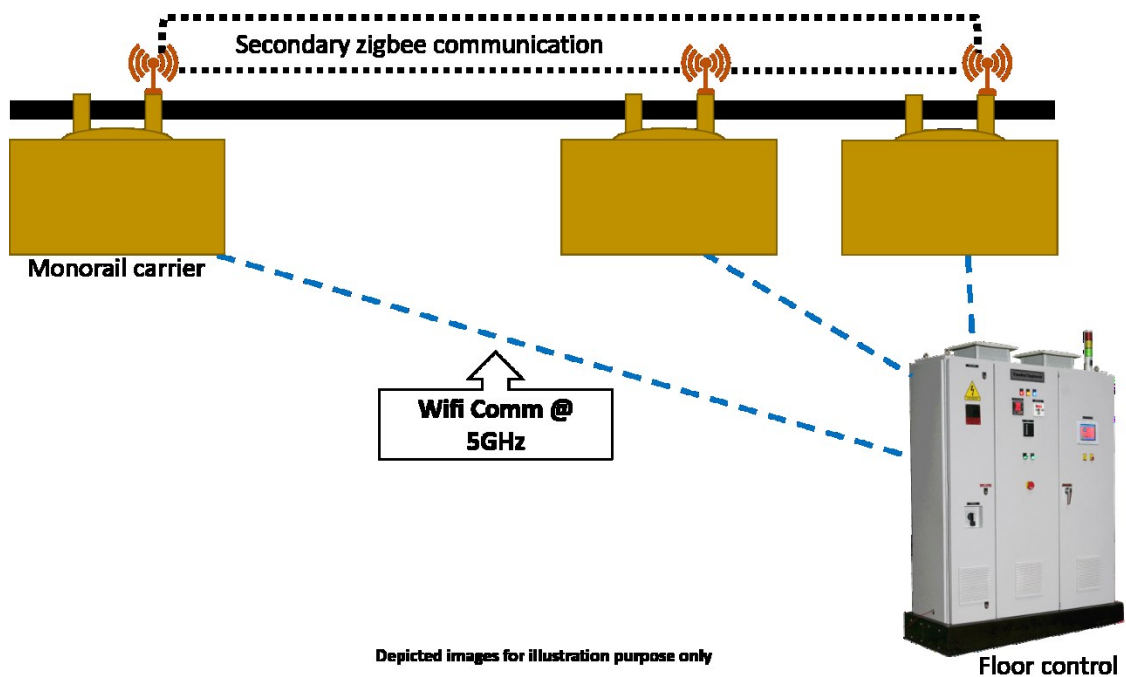 Secondary zigbee communication
Monorail carrier
Wifi Comm @
5GHz
Depicted images for illustration purpose only
Floor control